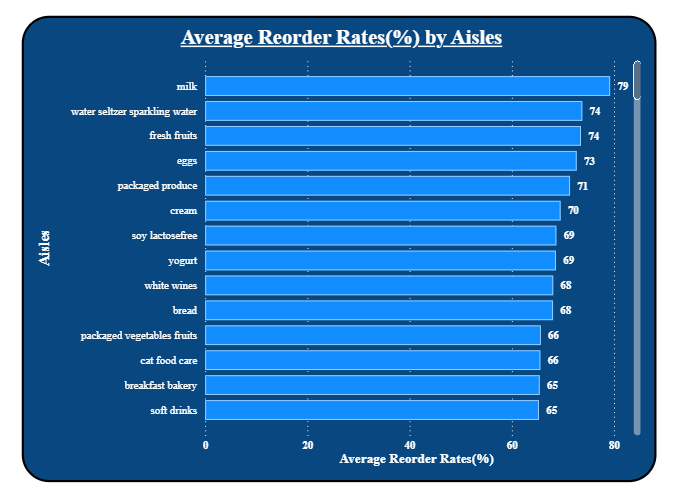 Average Reorder Rates(%) by Aisles
milk 79
water seltzer sparkling water 74
fresh fruits 74
eggs 73
packaged produce 71
cream 70
soy lactosefree 69
yogurt 69
white wines 68
bread 68
packaged vegetables fruits 66
cat food care 66
breakfast bakery 65
soft drinks 65
Aisles
0 20 40 60 80
Average Reorder Rates(%)